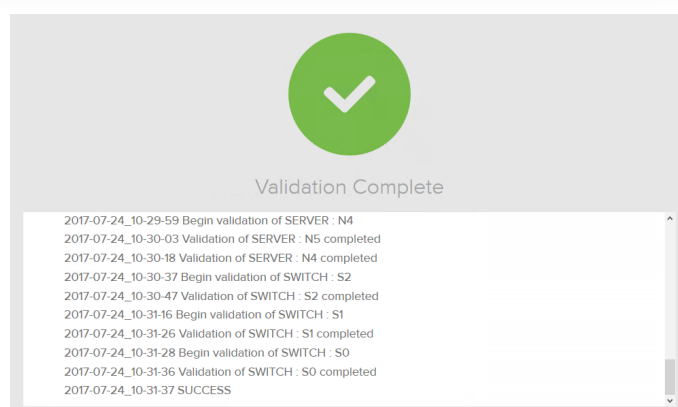 Validation Complete
2017-07-24_10-29-59 Begin validation of SERVER : N4
2017-07-24_10-30-03 Validation of SERVER : N5 completed
2017-07-24_10-30-18 Validation of SERVER : N4 completed
2017-07-24_10-30-37 Begin validation of SWITCH : S2
2017-07-24_10-30-47 Validation of SWITCH : S2 completed
2017-07-24_10-31-16 Begin validation of SWITCH : S1
2017-07-24_10-31-26 Validation of SWITCH : S1 completed
2017-07-24_10-31-28 Begin validation of SWITCH : S0
2017-07-24_10-31-36 Validation of SWITCH : S0 completed
2017-07-24_10-31-37 SUCCESS